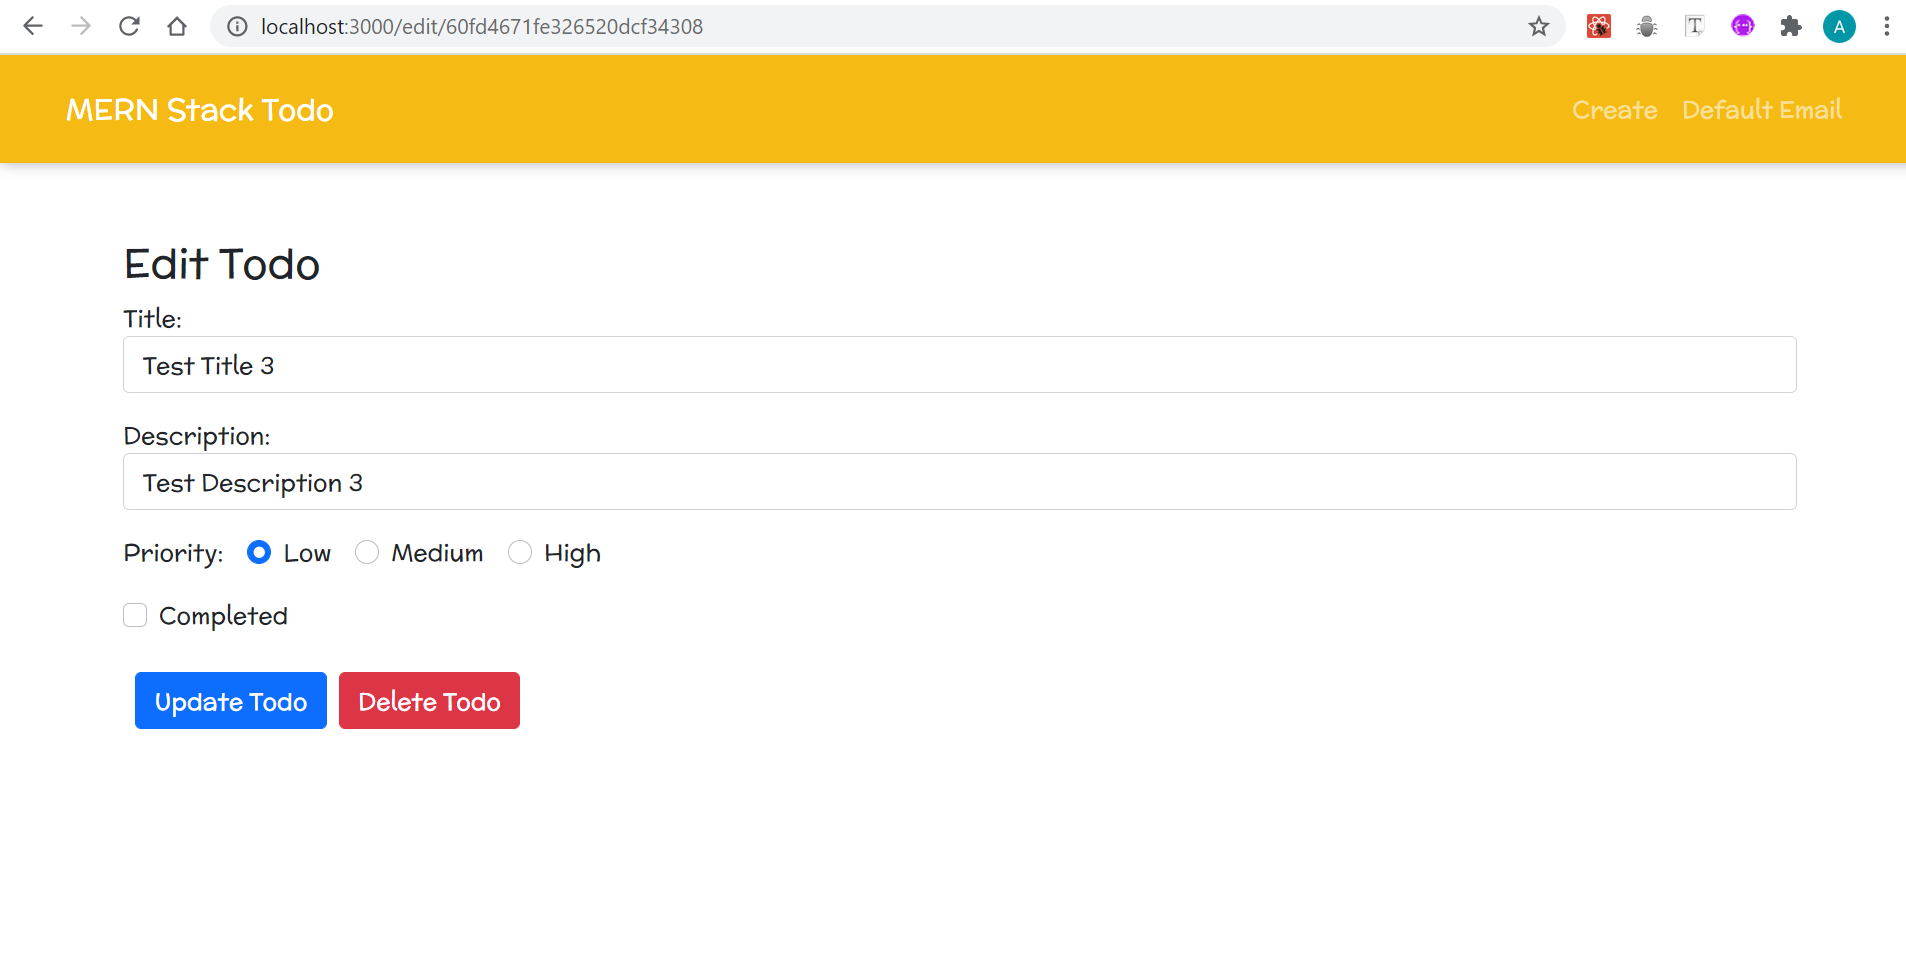 localhost:3000/edit/60fd4671fe326520dcf34308
T
A
MERN Stack Todo
Create Default Email
Edit Todo
Title:
Test Title 3
Description:
Test Description 3
Priority: Low Medium High
Completed
Update Todo Delete Todo